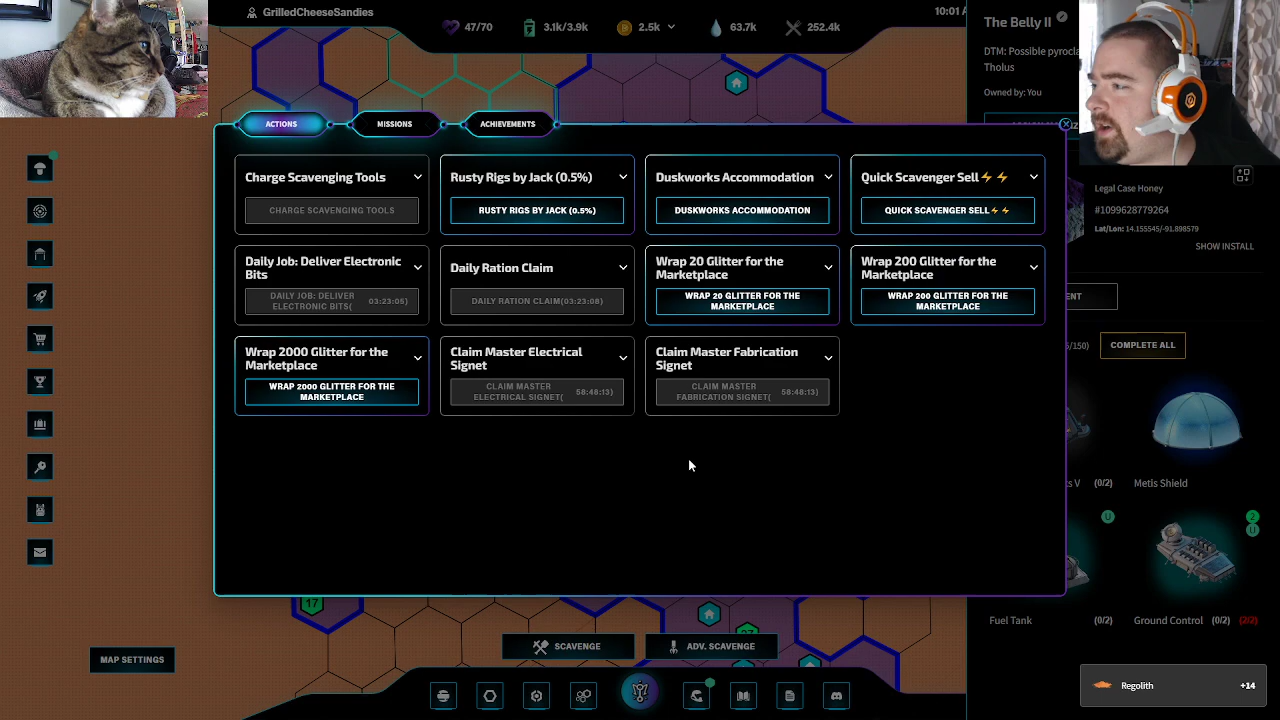 GrilledCheeseSandies
47/70
3.1k/3.9k
2.5k
63.7k
252.4k
10:01
The Belly II
DTM: Possible pyrocla
Tholus
Owned by: You
ACTIONS
MISSIONS
ACHIEVEMENTS
Charge Scavenging Tools
CHARGE SCAVENGING TOOLS
Rusty Rigs by Jack (0.5%)
RUSTY RIGS BY JACK (0.5%)
Duskworks Accommodation
DUSKWORKS ACCOMMODATION
Quick Scavenger Sell⚡⚡
QUICK SCAVENGER SELL⚡⚡
Legal Case Honey
#1099628779264
Lat/Lon: 14.155545/-91.898579
SHOW INSTALL
Daily Job: Deliver Electronic
Bits
DAILY JOB: DELIVER
ELECTRONIC BITS( 03:23:05)
Daily Ration Claim
DAILY RATION CLAIM(03:23:08)
Wrap 20 Glitter for the
Marketplace
WRAP 20 GLITTER FOR THE
MARKETPLACE
Wrap 200 Glitter for the
Marketplace
WRAP 200 GLITTER FOR THE
MARKETPLACE
ENT
/150)
COMPLETE ALL
Wrap 2000 Glitter for the
Marketplace
WRAP 2000 GLITTER FOR THE
MARKETPLACE
Claim Master Electrical
Signet
CLAIM MASTER
ELECTRICAL SIGNET( 58:48:13)
Claim Master Fabrication
Signet
CLAIM MASTER
FABRICATION SIGNET( 58:48:13)
V (0/2)
Metis Shield
U
2
U
Fuel Tank (0/2)
Ground Control (0/2) (2/2)
17
SCAVENGE
ADV. SCAVENGE
MAP SETTINGS
Regolith +14